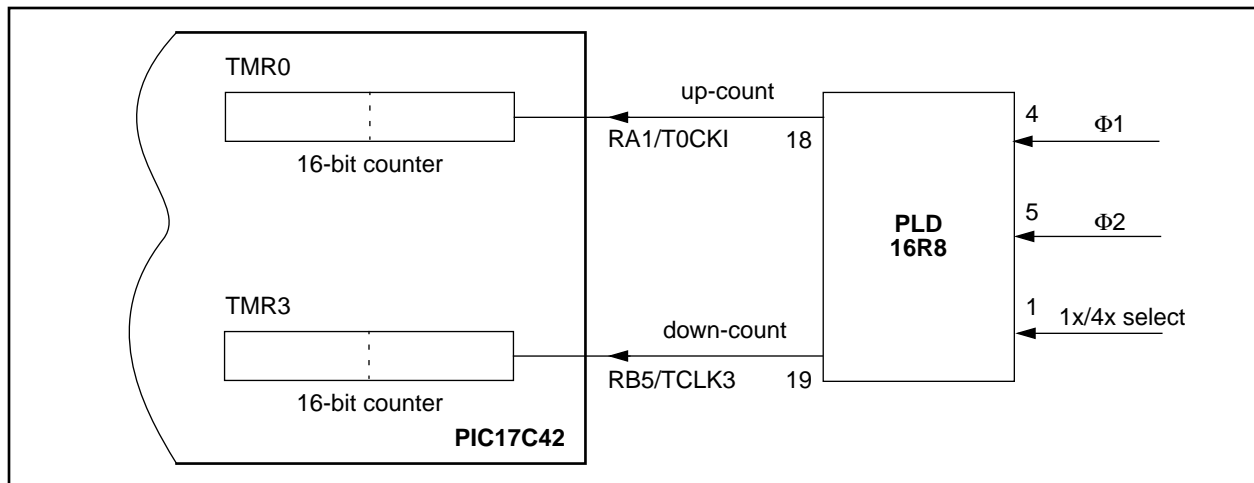 TMR0
16-bit counter
up-count
RA1/T0CKI
18
4
Φ1
PLD
16R8
5
Φ2
1
1x/4x select
TMR3
16-bit counter
down-count
RB5/TCLK3
19
PIC17C42